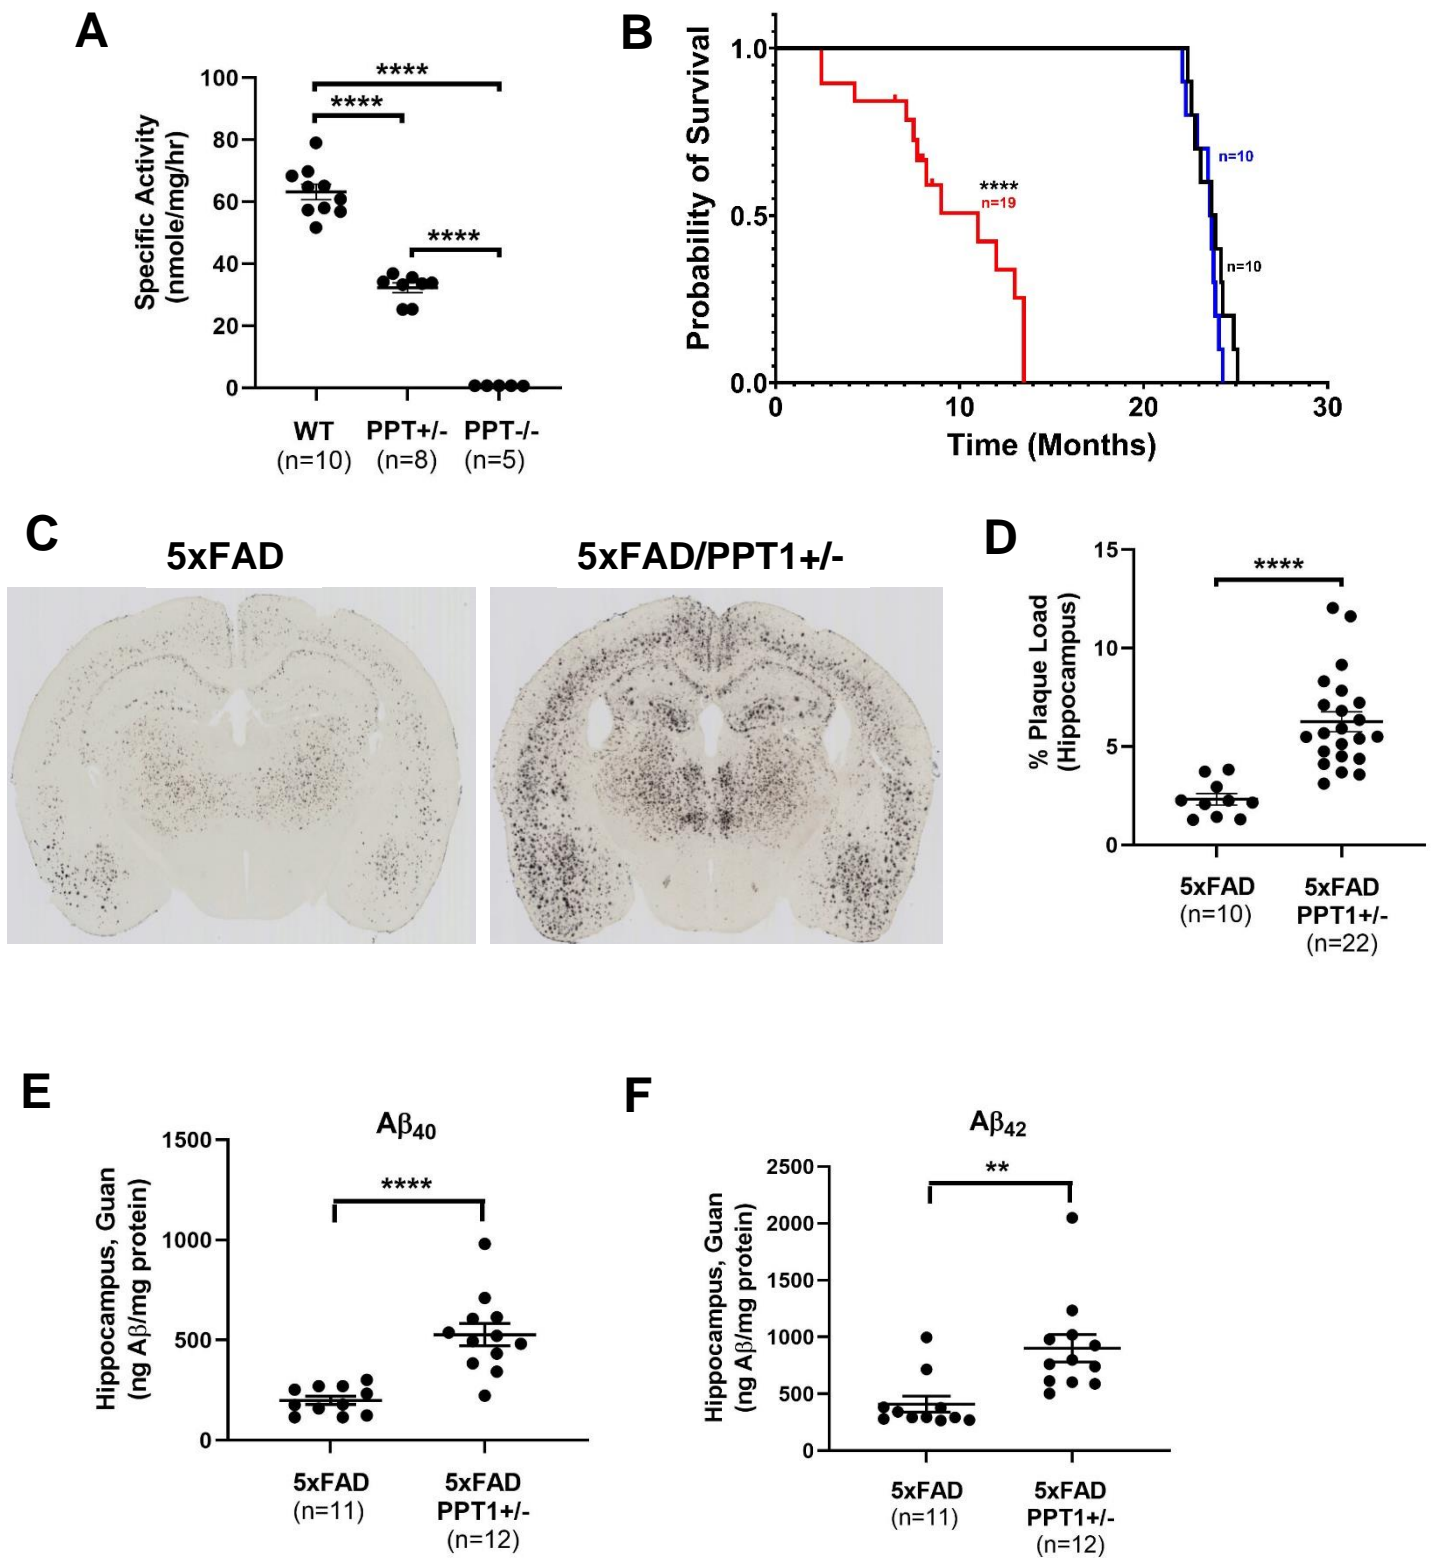 A
Specific Activity
(nmole/mg/hr)
100
80
60
40
20
0
****
****
****
WT
(n=10)
PPT+/-
(n=8)
PPT-/-
(n=5)
B
Probability of Survival
1.0
0.5
0.0
0
10
20
30
Time (Months)
****
n=19
n=10
n=10
C
5xFAD
5xFAD/PPT1+/-
D
% Plaque Load
(Hippocampus)
15
10
5
0
****
5xFAD
(n=10)
5xFAD
PPT1+/-
(n=22)
E
Aβ40
Hippocampus, Guan
(ng Aβ/mg protein)
1500
1000
500
0
****
5xFAD
(n=11)
5xFAD
PPT1+/-
(n=12)
F
Aβ42
Hippocampus, Guan
(ng Aβ/mg protein)
2500
2000
1500
1000
500
0
**
5xFAD
(n=11)
5xFAD
PPT1+/-
(n=12)